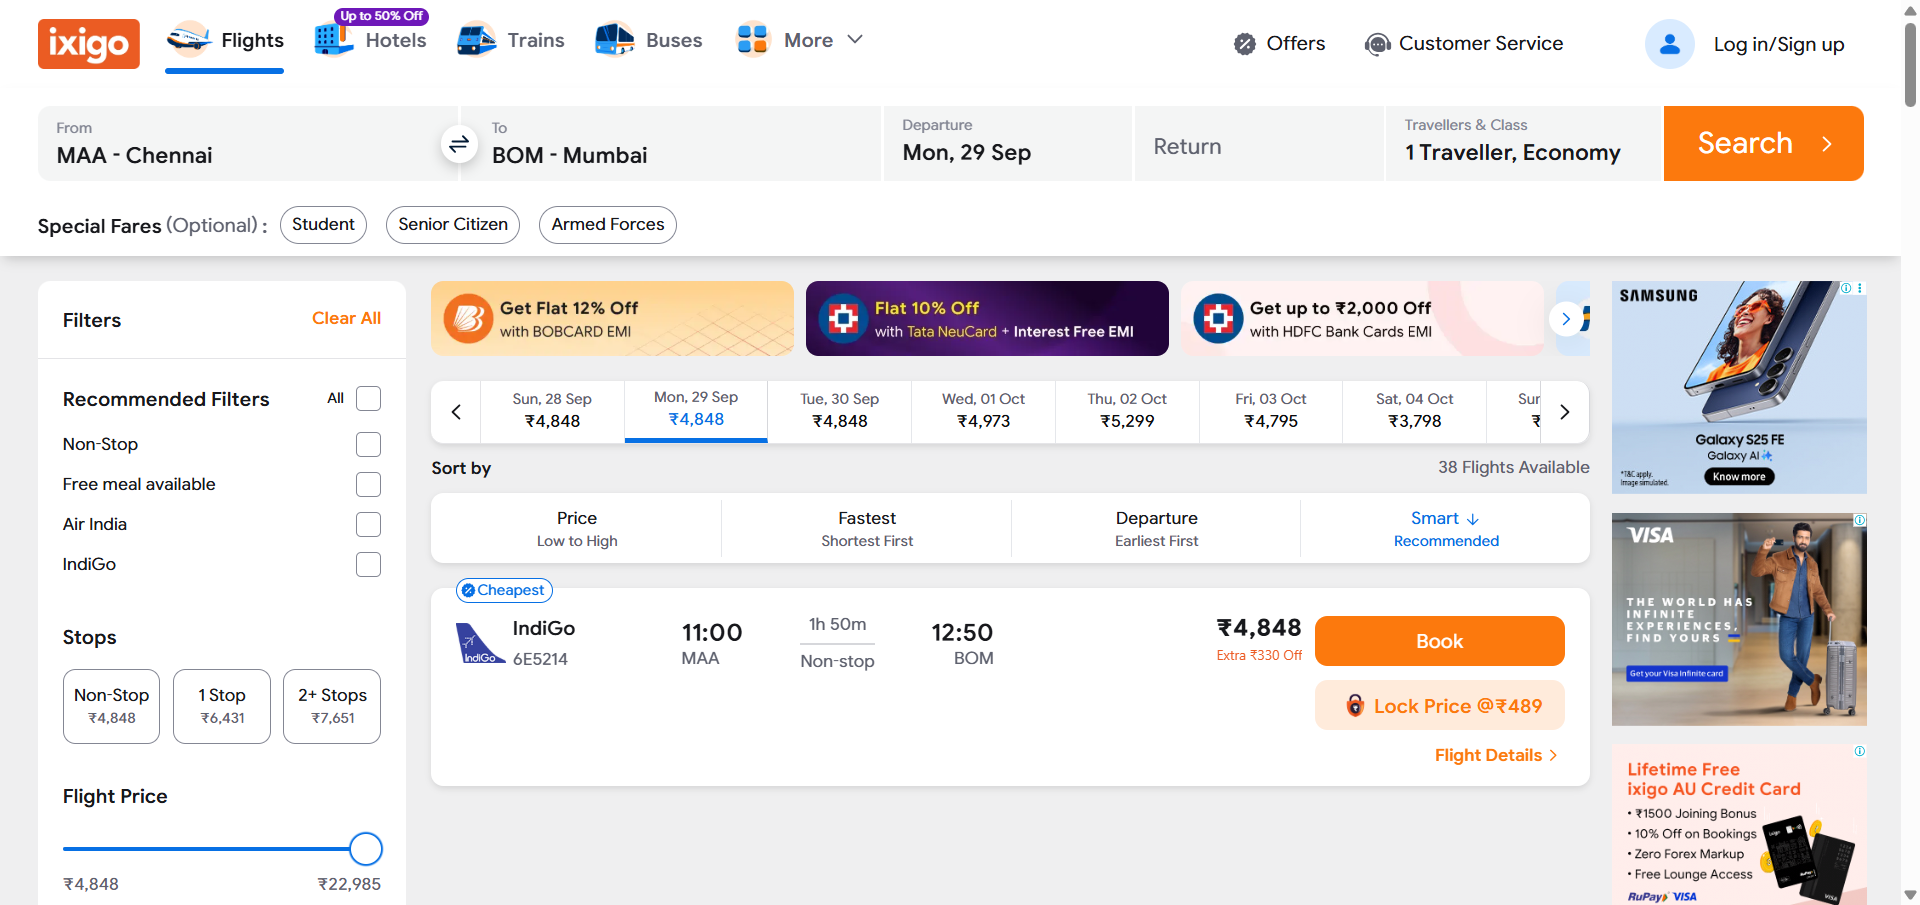 ixigo
Flights
Up to 50% Off
Hotels
Trains
Buses
More
Offers
Customer Service
Log in/Sign up
From
MAA - Chennai
To
BOM - Mumbai
Departure
Mon, 29 Sep
Return
Travellers & Class
1 Traveller, Economy
Search
Special Fares (Optional) :
Student
Senior Citizen
Armed Forces
Filters
Clear All
Recommended Filters
All
Non-Stop
Free meal available
Air India
IndiGo
Stops
Non-Stop
₹4,848
1 Stop
₹6,431
2+ Stops
₹7,651
Flight Price
₹4,848
₹22,985
Get Flat 12% Off
with BOBCARD EMI
Flat 10% Off
with Tata NeuCard + Interest Free EMI
Get up to ₹2,000 Off
with HDFC Bank Cards EMI
Sun, 28 Sep
₹4,848
Mon, 29 Sep
₹4,848
Tue, 30 Sep
₹4,848
Wed, 01 Oct
₹4,973
Thu, 02 Oct
₹5,299
Fri, 03 Oct
₹4,795
Sat, 04 Oct
₹3,798
Sur
₹
Sort by
38 Flights Available
Price
Low to High
Fastest
Shortest First
Departure
Earliest First
Smart
Recommended
Cheapest
IndiGo
IndiGo
6E5214
11:00
MAA
1h 50m
Non-stop
12:50
BOM
₹4,848
Extra ₹330 Off
Book
Lock Price @₹489
Flight Details
SAMSUNG
Galaxy S25 FE
Galaxy AI
*T&C apply.
Image simulated.
Know more
VISA
THE WORLD HAS
INFINITE
EXPERIENCES,
FIND YOURS
Get your Visa Infinite card
Lifetime Free
ixigo AU Credit Card
• ₹1500 Joining Bonus
• 10% Off on Bookings
• Zero Forex Markup
• Free Lounge Access
RuPay VISA